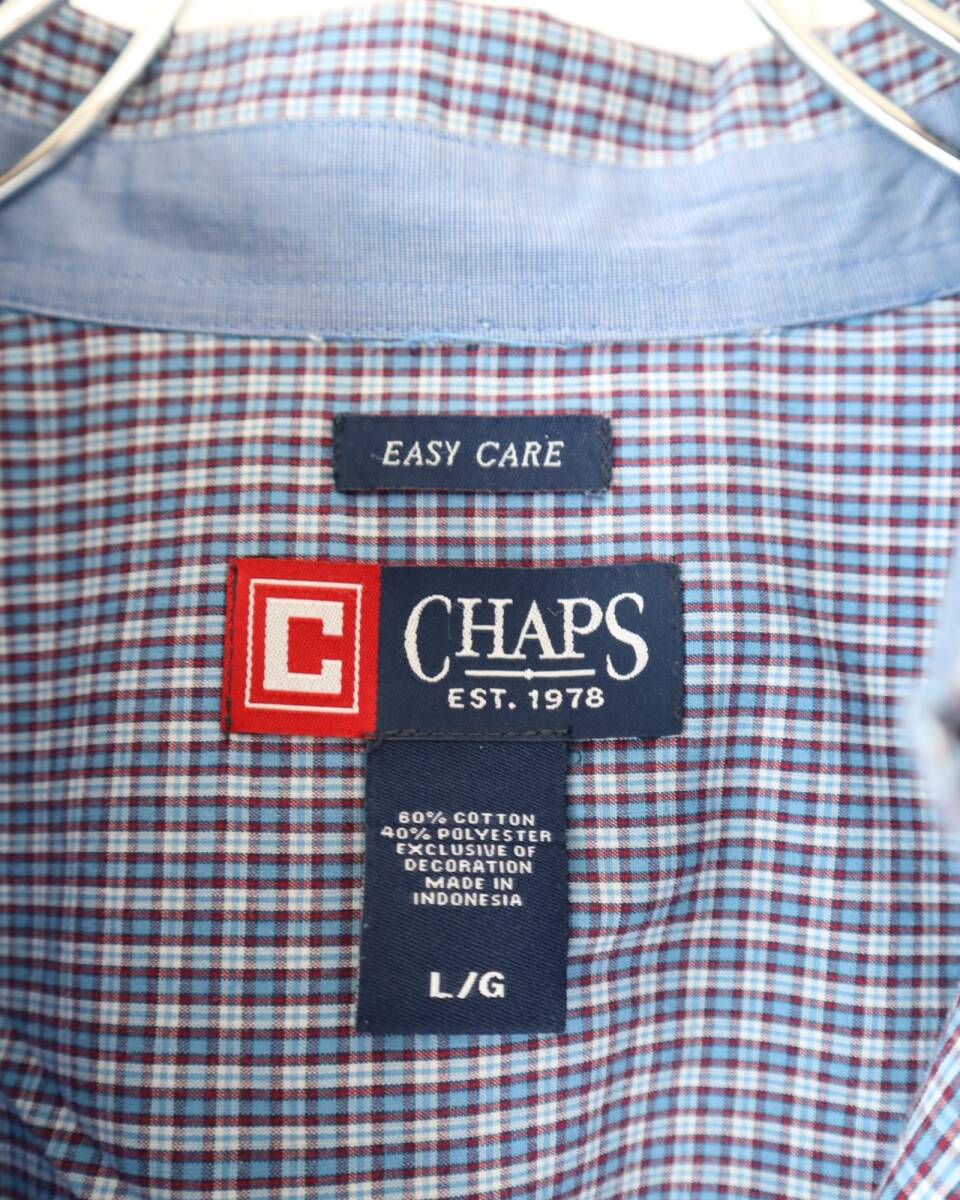 EASY CARE
C
CHAPS
EST. 1978
60% COTTON
40% POLYESTER
EXCLUSIVE OF
DECORATION
MADE IN
INDONESIA
L/G